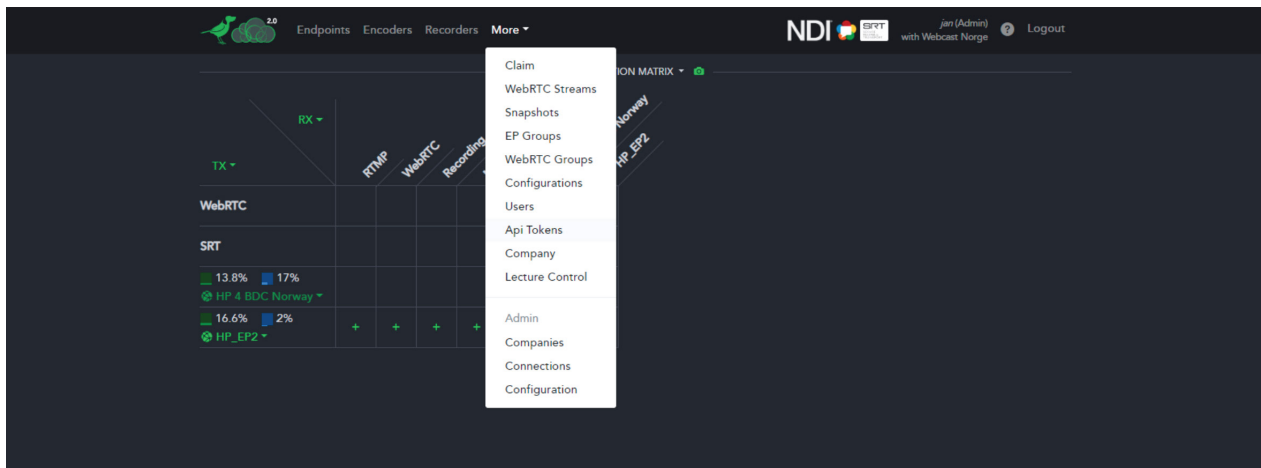 2.0
Endpoints Encoders Recorders More
NDI SRT
jan (Admin)
with Webcast Norge
? Logout
ION MATRIX
Claim
WebRTC Streams
Snapshots
EP Groups
WebRTC Groups
Configurations
Users
Api Tokens
Company
Lecture Control
Admin
Companies
Connections
Configuration
RX
TX
RTMP
WebRTC
Recording
Norway
HP_EP2
WebRTC
SRT
13.8% 17%
HP 4 BDC Norway
16.6% 2%
HP_EP2
+ + + +